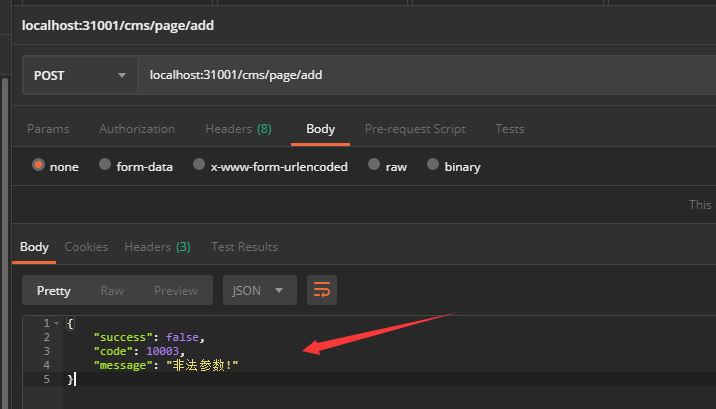 localhost:31001/cms/page/add
POST localhost:31001/cms/page/add
Params Authorization Headers (8) Body Pre-request Script Tests
none form-data x-www-form-urlencoded raw binary
This
Body Cookies Headers (3) Test Results
Pretty Raw Preview JSON
1 {
2 "success": false,
3 "code": 10003,
4 "message": "非法参数!"
5 }